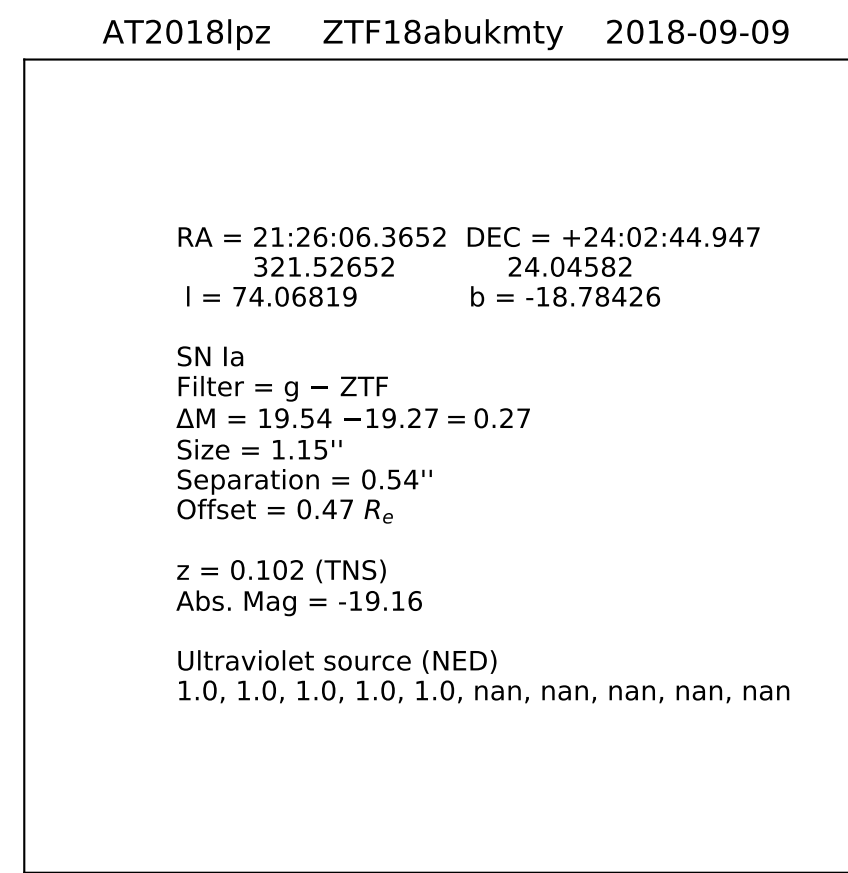 AT2018lpz ZTF18abukmty 2018-09-09
RA = 21:26:06.3652 DEC = +24:02:44.947
321.52652 24.04582
l = 74.06819 b = -18.78426
SN Ia
Filter = g − ZTF
ΔM = 19.54 −19.27 = 0.27
Size = 1.15''
Separation = 0.54''
Offset = 0.47 Re
z = 0.102 (TNS)
Abs. Mag = -19.16
Ultraviolet source (NED)
1.0, 1.0, 1.0, 1.0, 1.0, nan, nan, nan, nan, nan